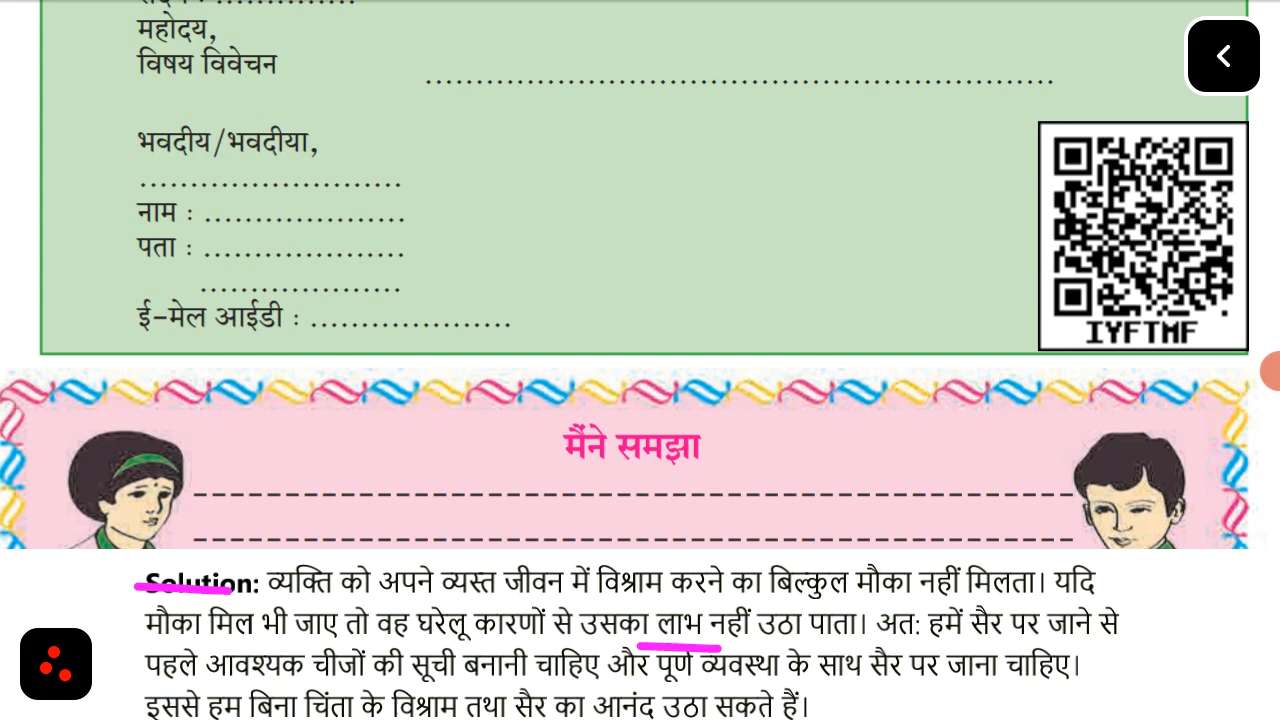 महोदय,
विषय विवेचन ..............................................................
भवदीय/भवदीया,
..........................
नाम : ....................
पता : ....................
....................
ई-मेल आईडी : ....................
IYFTMF
मैंने समझा
Solution: व्यक्ति को अपने व्यस्त जीवन में विश्राम करने का बिल्कुल मौका नहीं मिलता। यदि
मौका मिल भी जाए तो वह घरेलू कारणों से उसका लाभ नहीं उठा पाता। अत: हमें सैर पर जाने से
पहले आवश्यक चीजों की सूची बनानी चाहिए और पूर्ण व्यवस्था के साथ सैर पर जाना चाहिए।
इससे हम बिना चिंता के विश्राम तथा सैर का आनंद उठा सकते हैं।